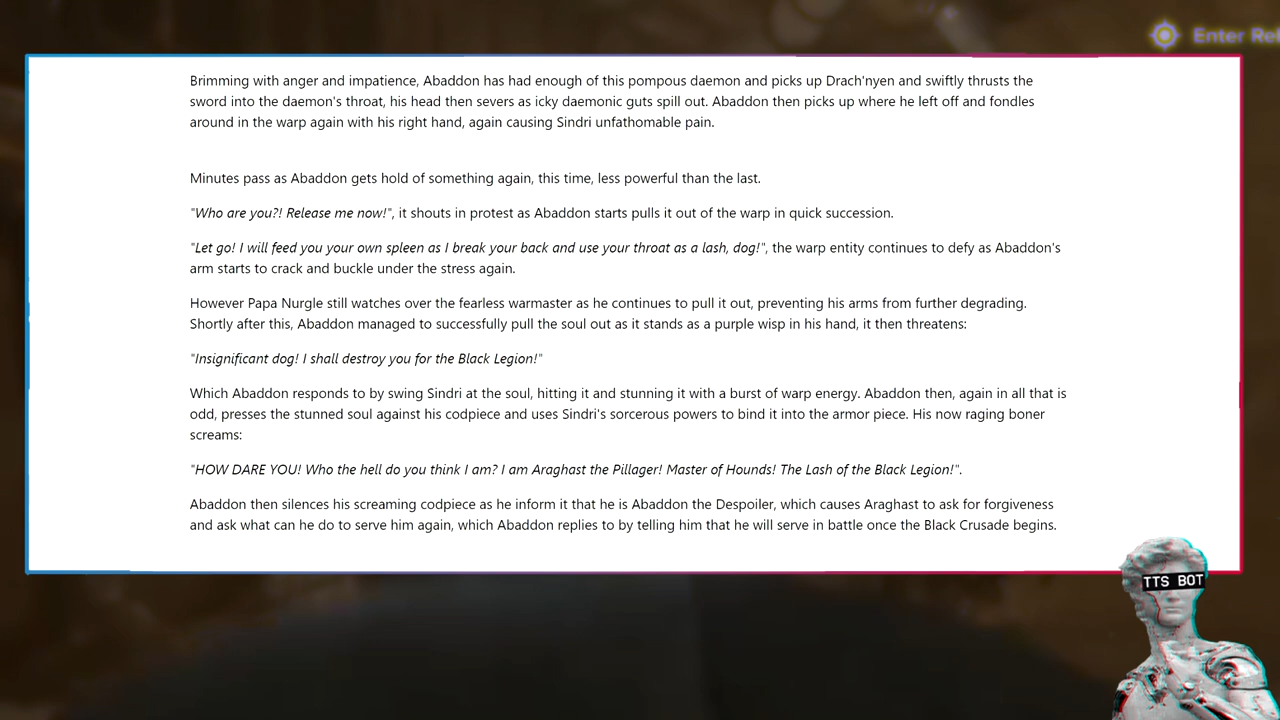 Enter Rel
Brimming with anger and impatience, Abaddon has had enough of this pompous daemon and picks up Drach'nyen and swiftly thrusts the
sword into the daemon's throat, his head then severs as icky daemonic guts spill out. Abaddon then picks up where he left off and fondles
around in the warp again with his right hand, again causing Sindri unfathomable pain.
Minutes pass as Abaddon gets hold of something again, this time, less powerful than the last.
"Who are you?! Release me now!", it shouts in protest as Abaddon starts pulls it out of the warp in quick succession.
"Let go! I will feed you your own spleen as I break your back and use your throat as a lash, dog!", the warp entity continues to defy as Abaddon's
arm starts to crack and buckle under the stress again.
However Papa Nurgle still watches over the fearless warmaster as he continues to pull it out, preventing his arms from further degrading.
Shortly after this, Abaddon managed to successfully pull the soul out as it stands as a purple wisp in his hand, it then threatens:
"Insignificant dog! I shall destroy you for the Black Legion!"
Which Abaddon responds to by swing Sindri at the soul, hitting it and stunning it with a burst of warp energy. Abaddon then, again in all that is
odd, presses the stunned soul against his codpiece and uses Sindri's sorcerous powers to bind it into the armor piece. His now raging boner
screams:
"HOW DARE YOU! Who the hell do you think I am? I am Araghast the Pillager! Master of Hounds! The Lash of the Black Legion!".
Abaddon then silences his screaming codpiece as he inform it that he is Abaddon the Despoiler, which causes Araghast to ask for forgiveness
and ask what can he do to serve him again, which Abaddon replies to by telling him that he will serve in battle once the Black Crusade begins.
TTS BOT